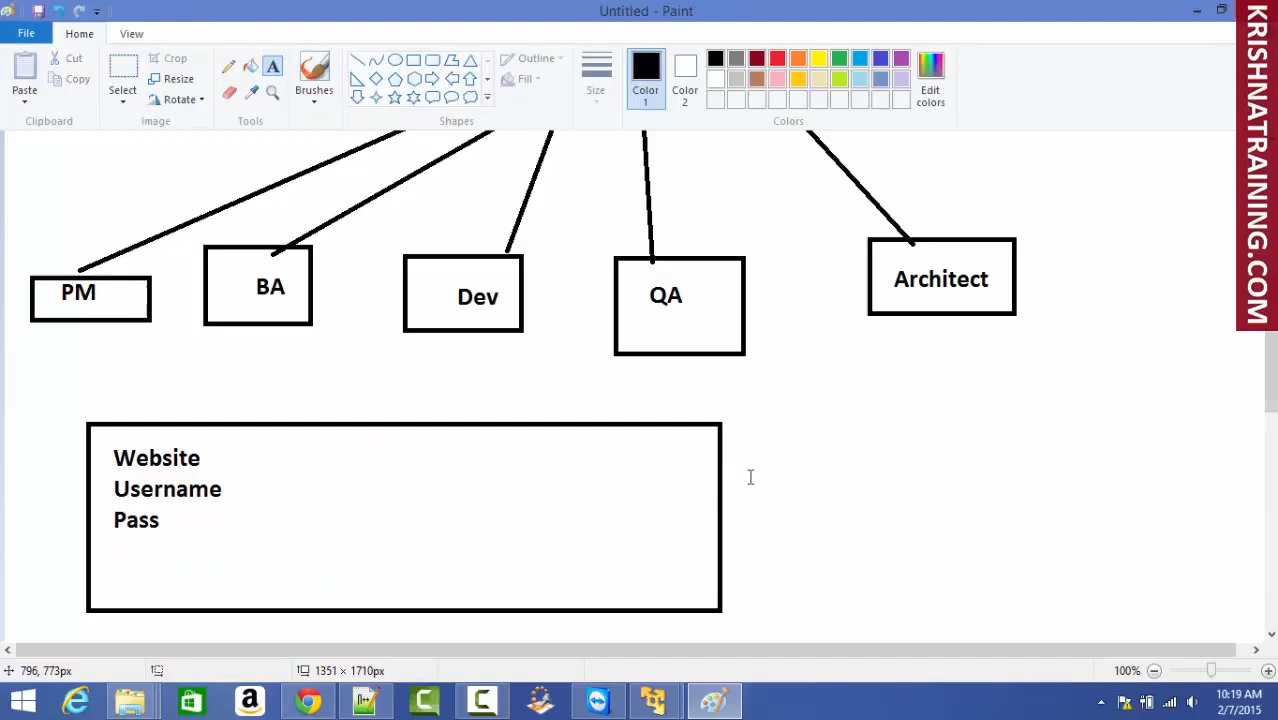 Untitled - Paint
File
Home
View
Paste
Cut
Copy
Clipboard
Select
Crop
Resize
Rotate
Image
A
Tools
Brushes
Outline
Fill
Shapes
Size
Color 1
Color 2
Edit colors
Colors
KRISHNATRAINING.COM
PM
BA
Dev
QA
Architect
Website
Username
Pass
796, 773px
1351 × 1710px
100%
10:19 AM
2/7/2015